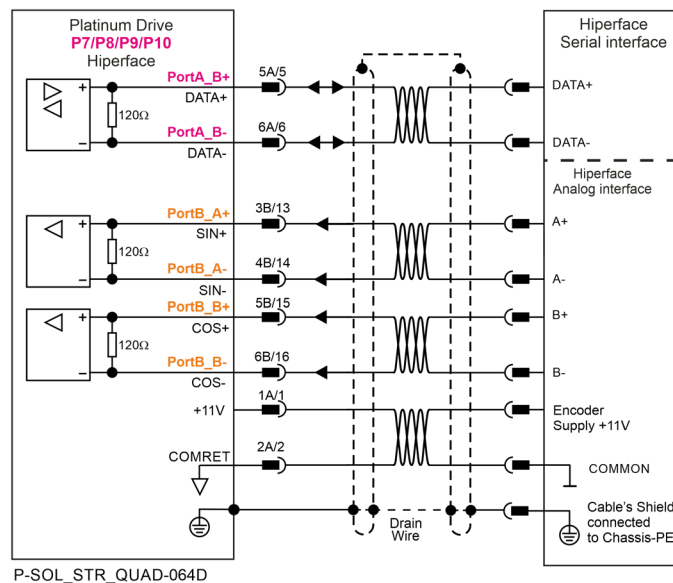 Platinum Drive
P7/P8/P9/P10
Hiperface
Hiperface
Serial interface
PortA_B+
5A/5
DATA+
DATA+
+
120Ω
PortA_B-
6A/6
DATA-
DATA-
–
Hiperface
Analog interface
PortB_A+
3B/13
A+
+
SIN+
120Ω
PortB_A-
4B/14
A-
–
SIN-
PortB_B+
5B/15
B+
+
COS+
120Ω
PortB_B-
6B/16
B-
–
COS-
1A/1
+11V
Encoder
Supply +11V
2A/2
COMRET
COMMON
Drain
Wire
Cable's Shield
connected
to Chassis-PE
P-SOL_STR_QUAD-064D